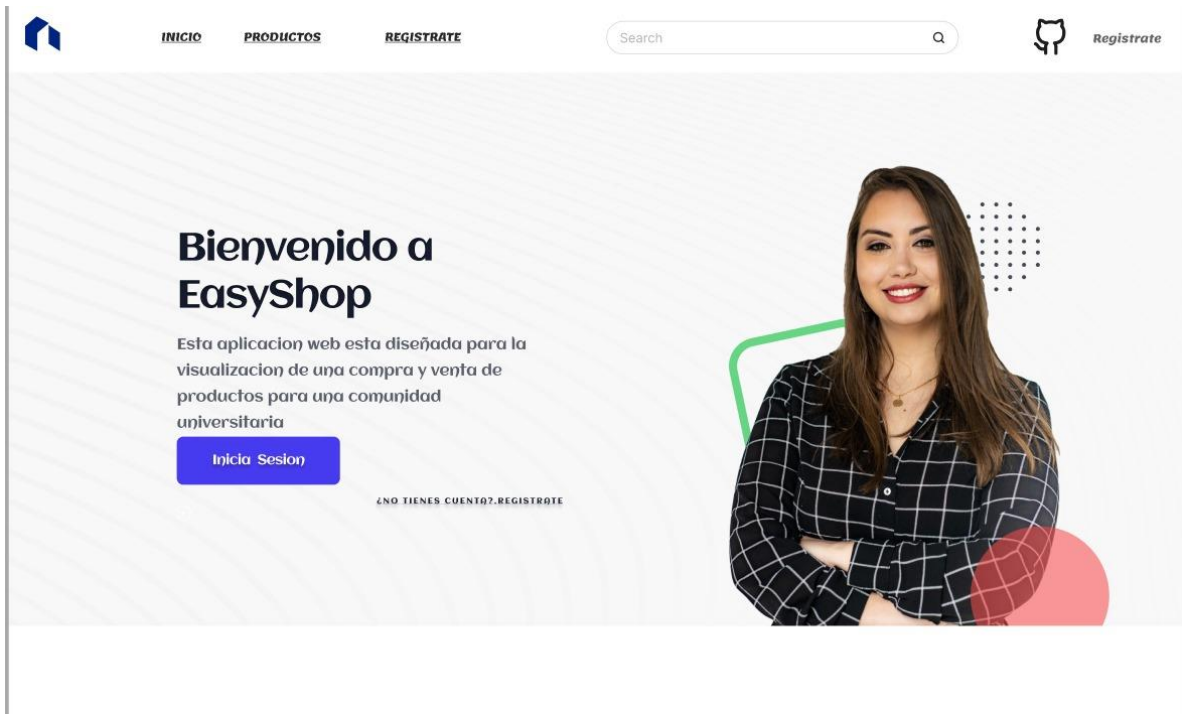 INICIO PRODUCTOS REGISTRATE Search Registrate
Bienvenido a
EasyShop
Esta aplicacion web esta diseñada para la
visualizacion de una compra y venta de
productos para una comunidad
universitaria
Inicia Sesion
¿NO TIENES CUENTA?.REGISTRATE